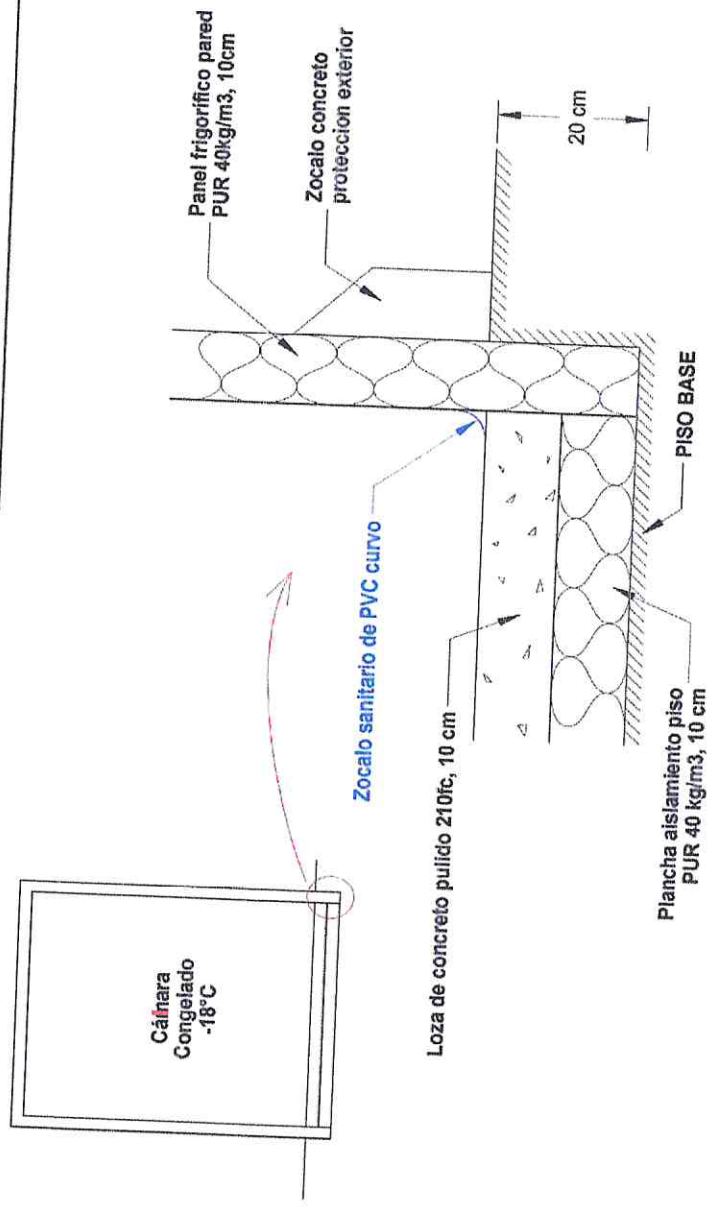 Cámara
Congelado
-18°C
Panel frigorífico pared
PUR 40kg/m3, 10cm
Zocalo concreto
proteccion exterior
Zocalo sanitario de PVC curvo
20 cm
Loza de concreto pulido 210fc, 10 cm
PISO BASE
Plancha aislamiento piso
PUR 40 kg/m3, 10 cm